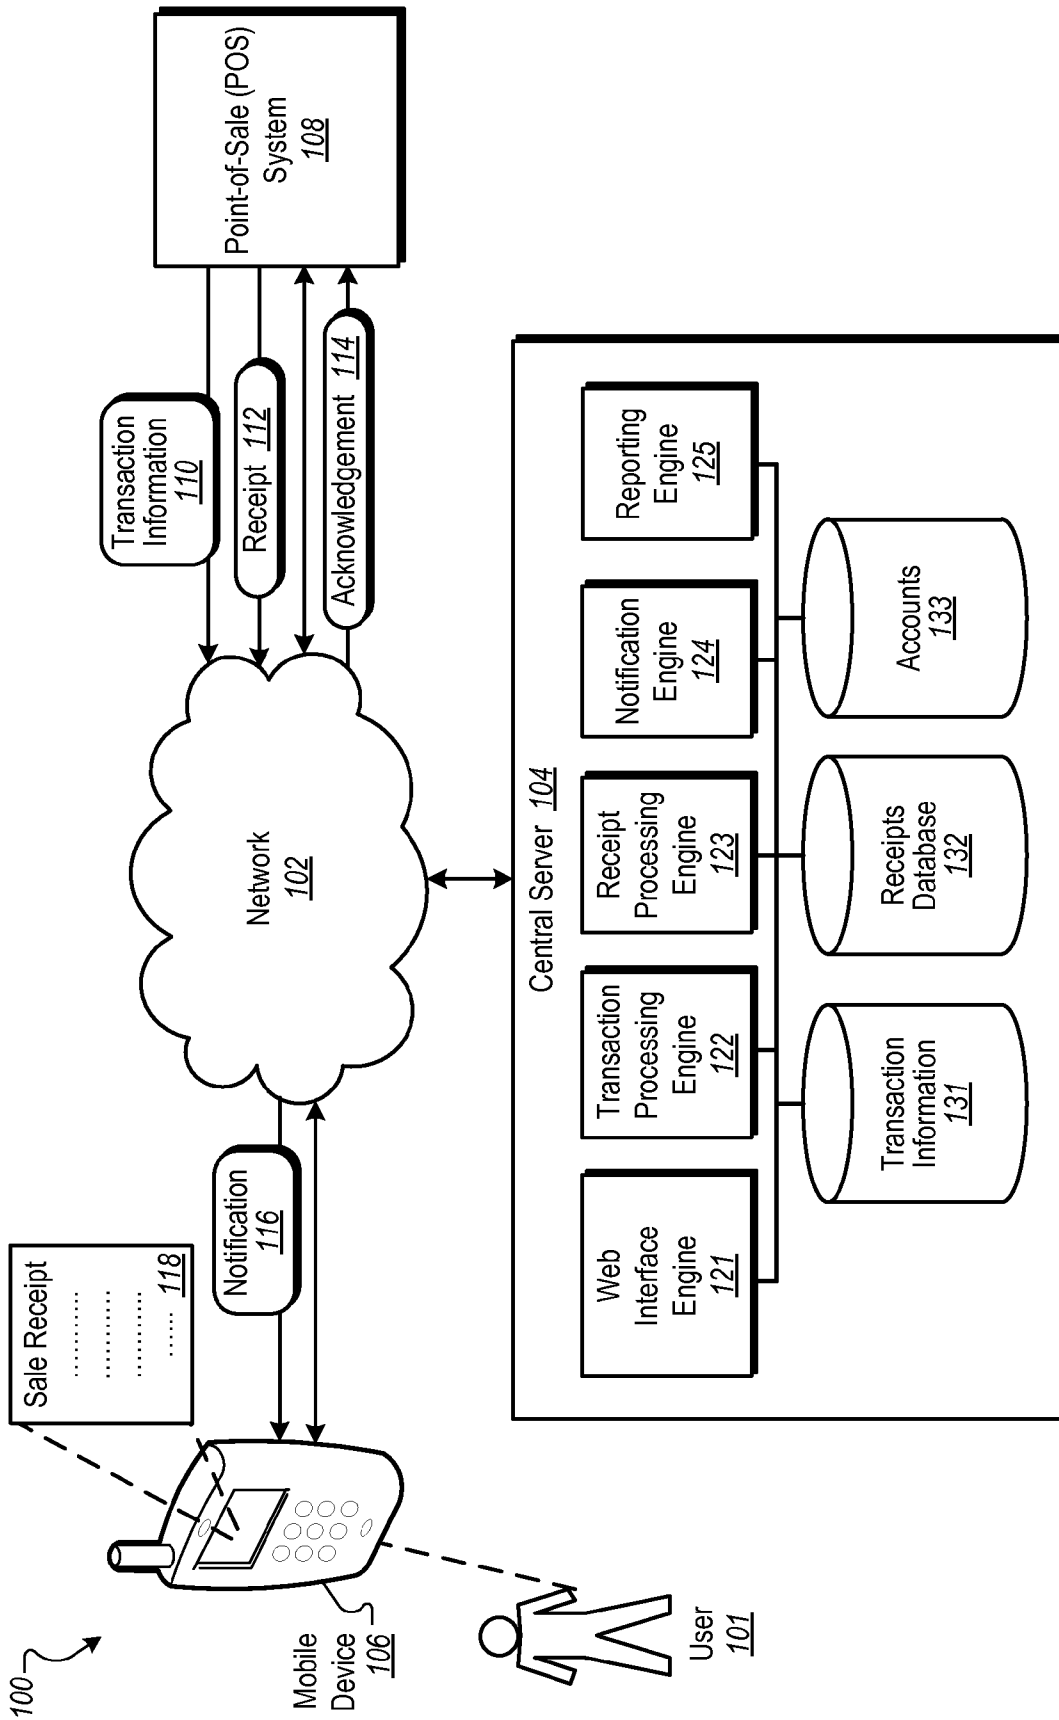 100
Sale Receipt
118
Mobile
Device
106
User
101
Notification
116
Network
102
Transaction
Information
110
Receipt 112
Acknowledgement 114
Point-of-Sale (POS)
System
108
Central Server 104
Web
Interface
Engine
121
Transaction
Processing
Engine
122
Receipt
Processing
Engine
123
Notification
Engine
124
Reporting
Engine
125
Transaction
Information
131
Receipts
Database
132
Accounts
133